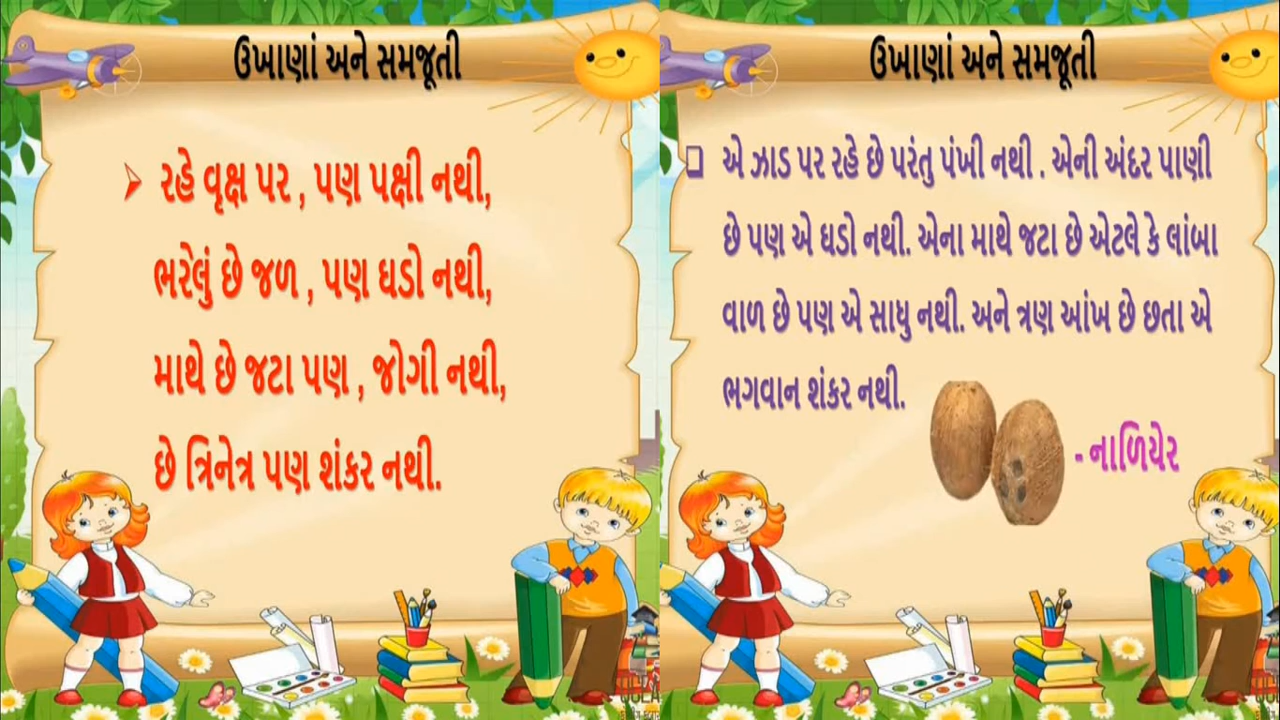 ઉખાણાં અને સમજૂતી
➢ રહે વૃક્ષ પર , પણ પક્ષી નથી,
ભરેલું છે જળ , પણ ઘડો નથી,
માથે છે જટા પણ , જોગી નથી,
છે ત્રિનેત્ર પણ શંકર નથી.
ઉખાણાં અને સમજૂતી
❑ એ ઝાડ પર રહે છે પરંતુ પંખી નથી . એની અંદર પાણી
છે પણ એ ઘડો નથી. એના માથે જટા છે એટલે કે લાંબા
વાળ છે પણ એ સાધુ નથી. અને ત્રણ આંખ છે છતા એ
ભગવાન શંકર નથી.
- નાળિયેર